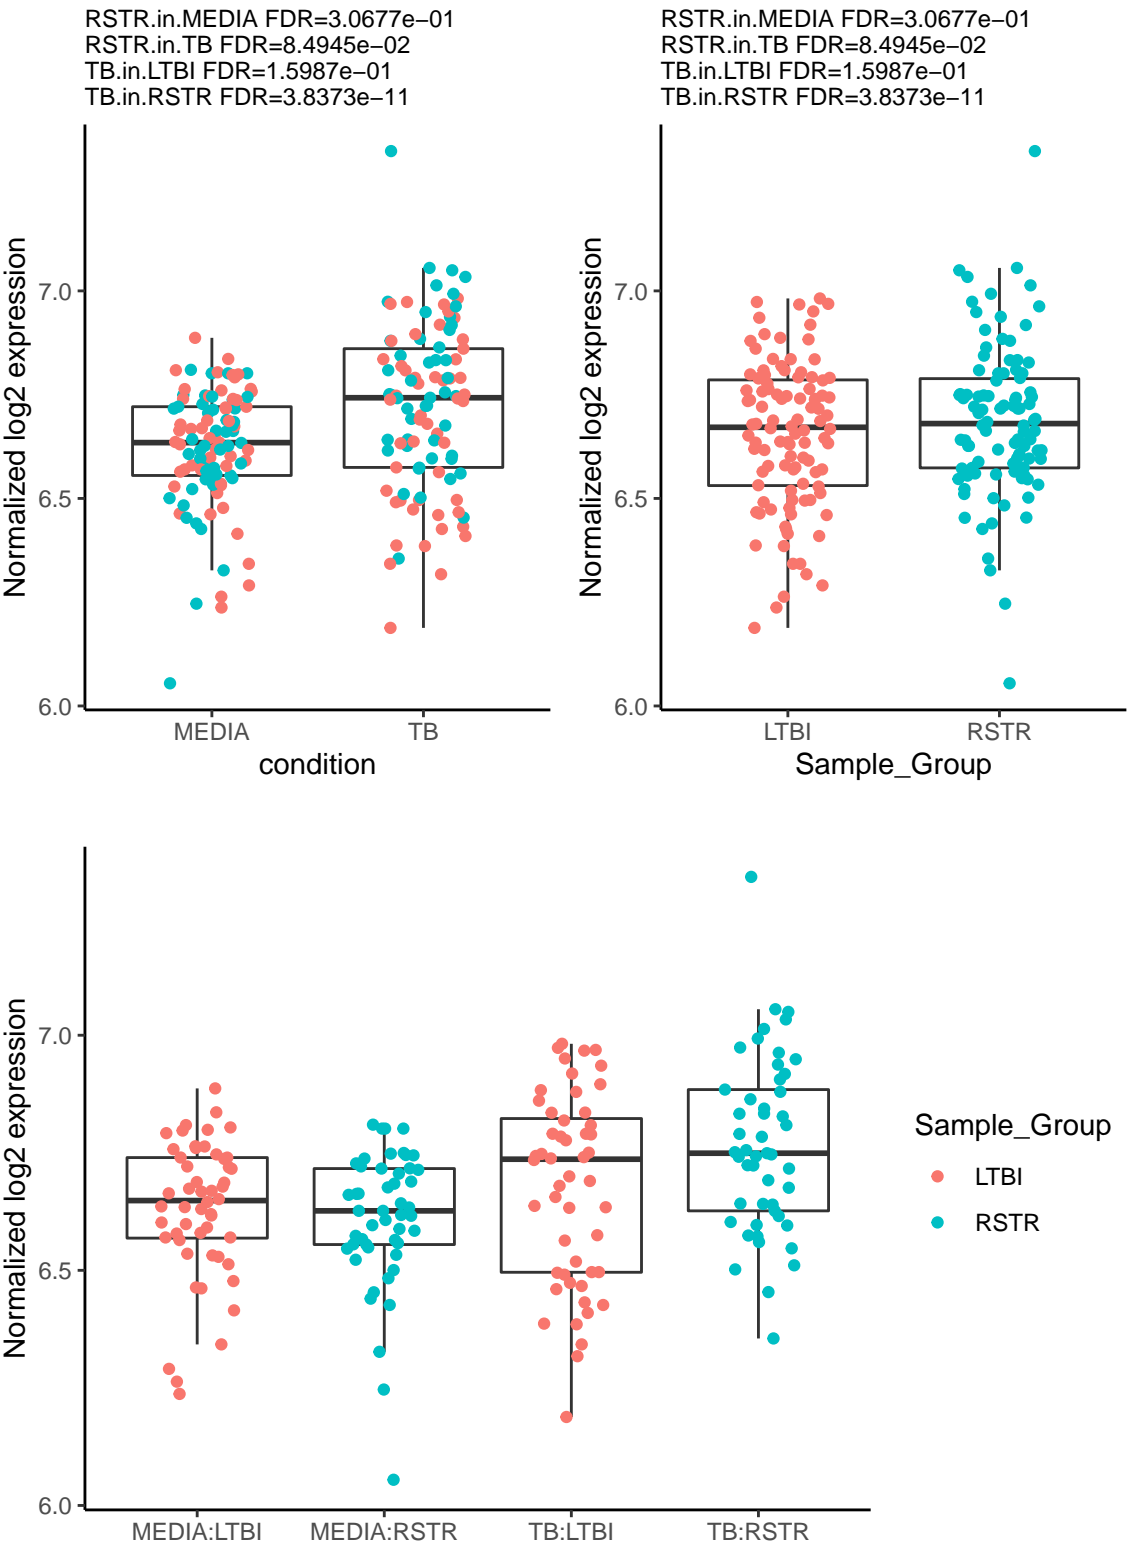 RSTR.in.MEDIA FDR=3.0677e−01
RSTR.in.TB FDR=8.4945e−02
TB.in.LTBI FDR=1.5987e−01
TB.in.RSTR FDR=3.8373e−11
Normalized log2 expression
7.0
6.5
6.0
MEDIA
TB
condition
RSTR.in.MEDIA FDR=3.0677e−01
RSTR.in.TB FDR=8.4945e−02
TB.in.LTBI FDR=1.5987e−01
TB.in.RSTR FDR=3.8373e−11
Normalized log2 expression
7.0
6.5
6.0
LTBI
RSTR
Sample_Group
Normalized log2 expression
7.0
6.5
6.0
MEDIA:LTBI
MEDIA:RSTR
TB:LTBI
TB:RSTR
Sample_Group
LTBI
RSTR